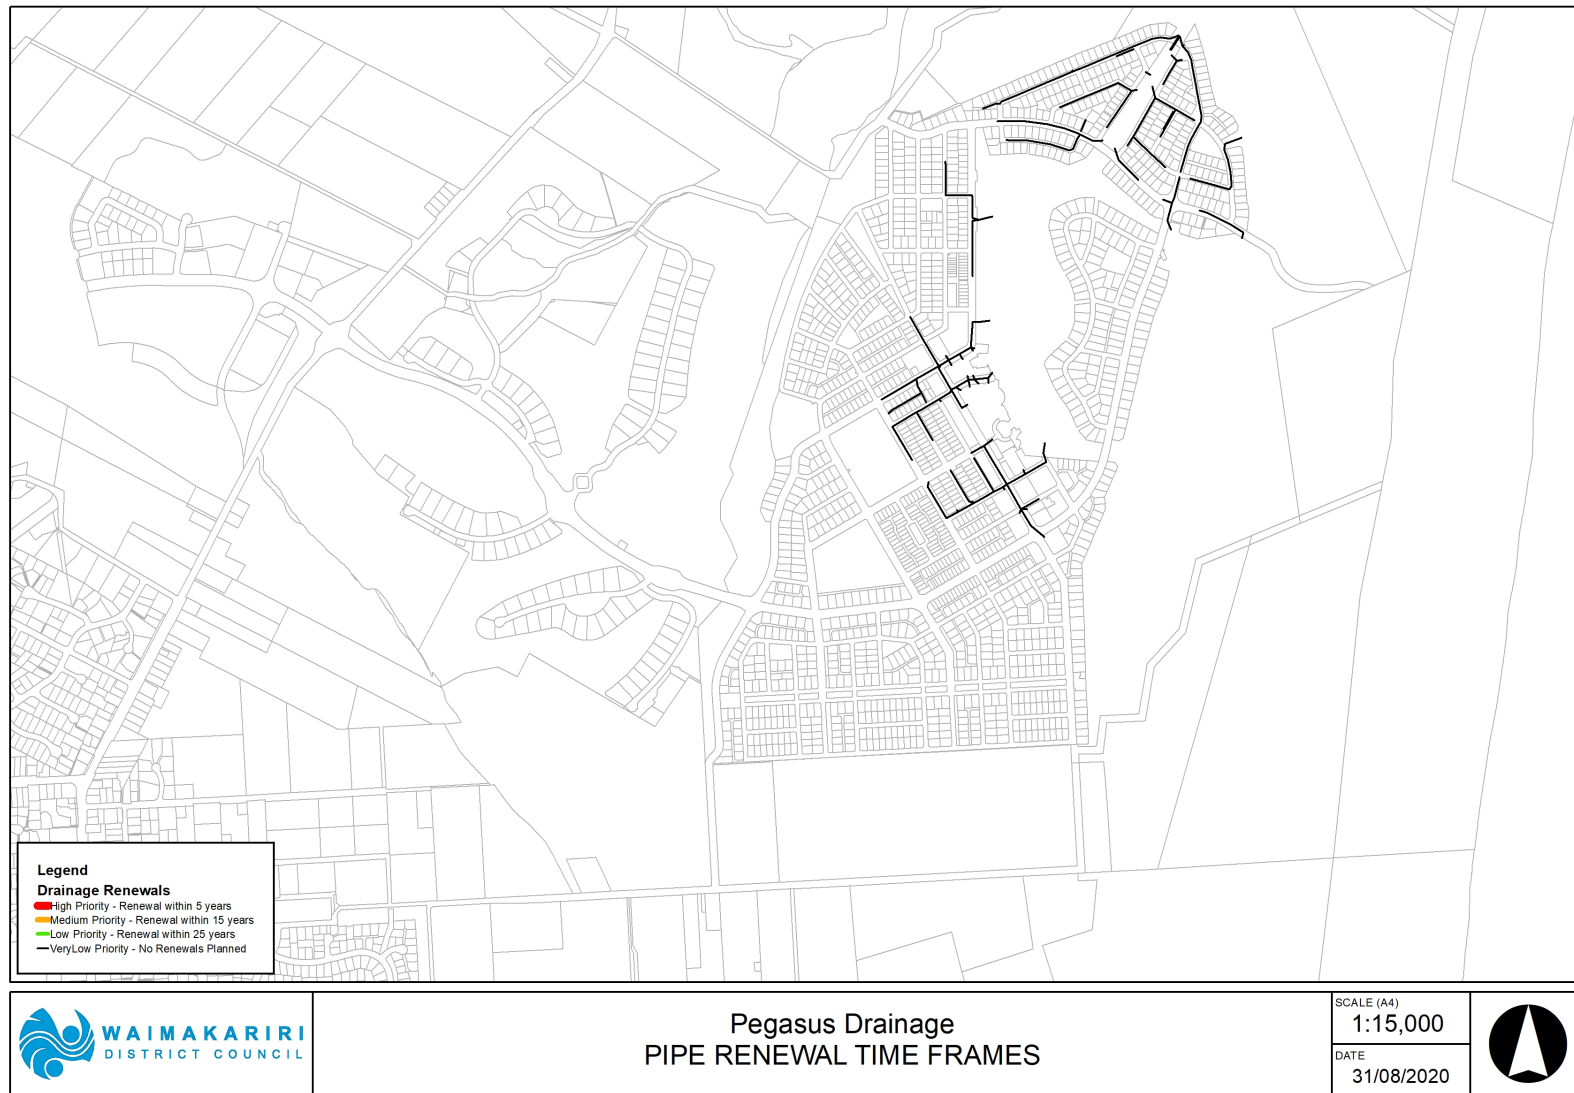 Legend
Drainage Renewals
High Priority - Renewal within 5 years
Medium Priority - Renewal within 15 years
Low Priority - Renewal within 25 years
VeryLow Priority - No Renewals Planned
WAIMAKARIRI
DISTRICT COUNCIL
Pegasus Drainage
PIPE RENEWAL TIME FRAMES
SCALE (A4)
1:15,000
DATE
31/08/2020